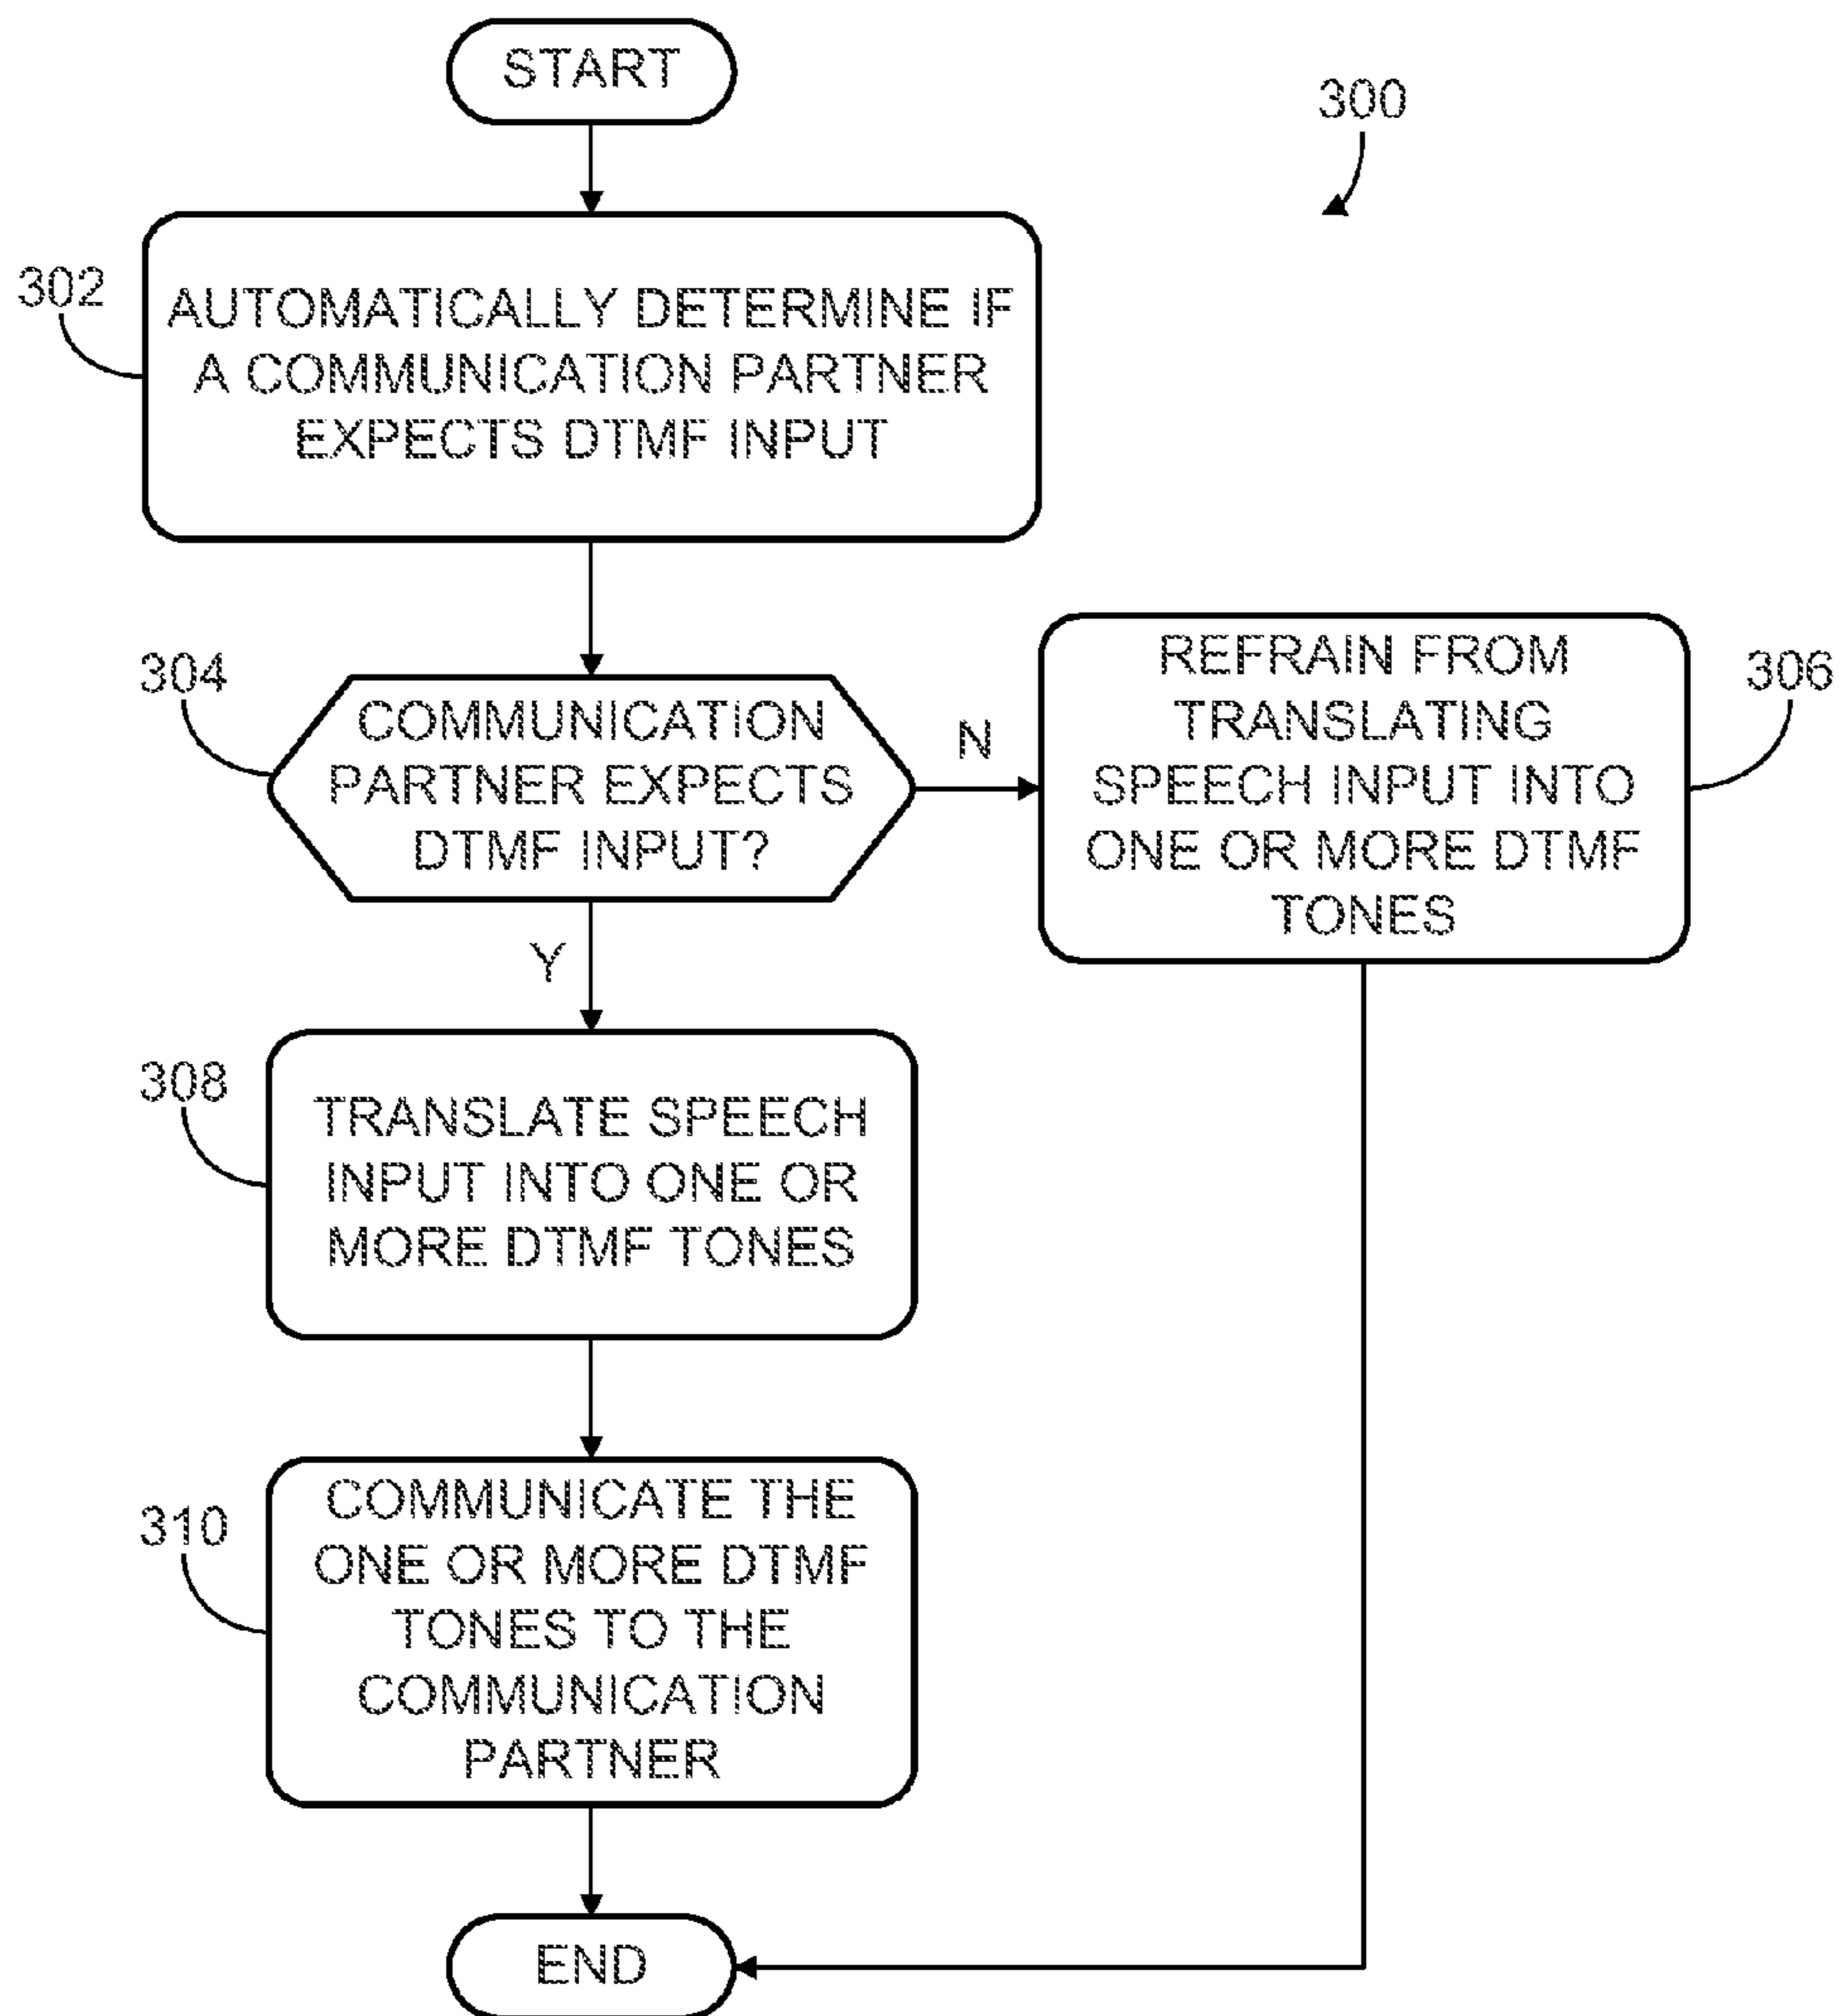 START
300
302
AUTOMATICALLY DETERMINE IF
A COMMUNICATION PARTNER
EXPECTS DTMF INPUT
304
COMMUNICATION
PARTNER EXPECTS
DTMF INPUT?
N
REFRAIN FROM
TRANSLATING
SPEECH INPUT INTO
ONE OR MORE DTMF
TONES
306
Y
308
TRANSLATE SPEECH
INPUT INTO ONE OR
MORE DTMF TONES
310
COMMUNICATE THE
ONE OR MORE DTMF
TONES TO THE
COMMUNICATION
PARTNER
END